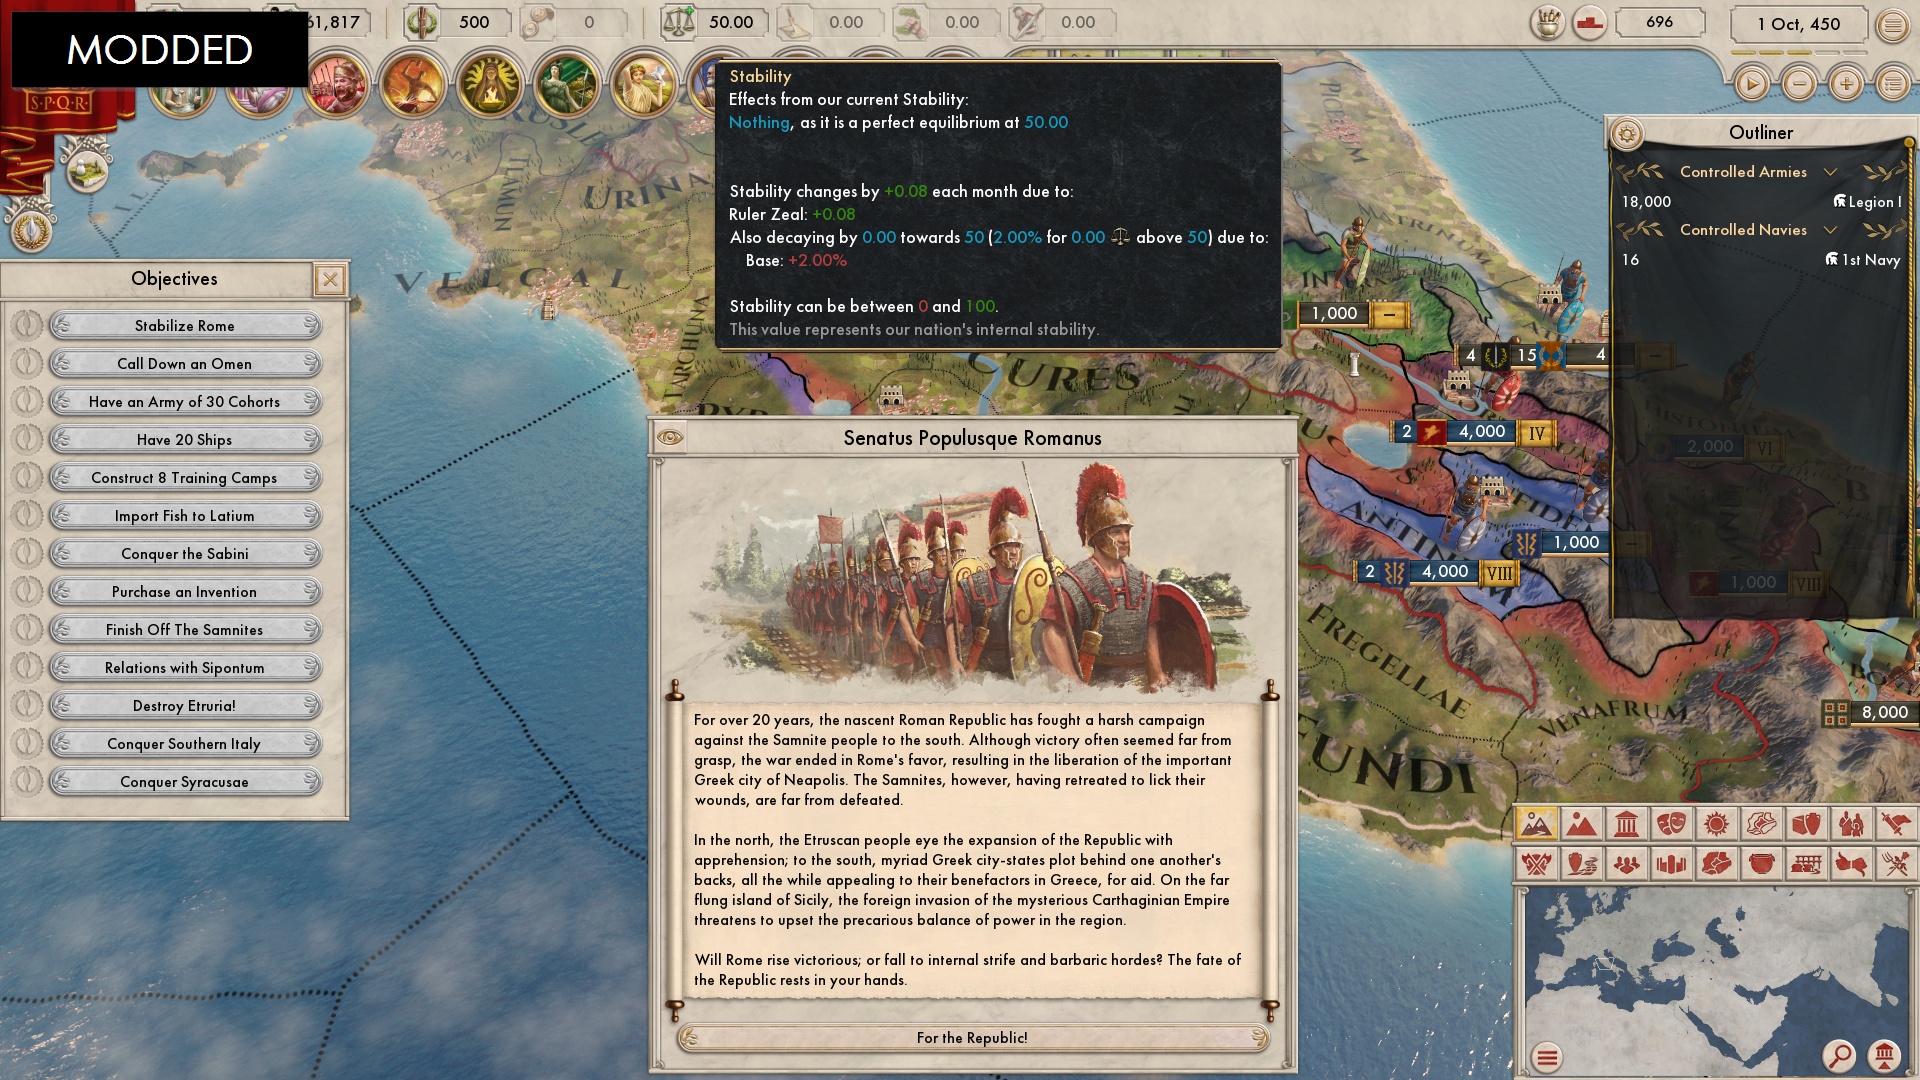 MODDED
61,817
500
0
50.00
0.00
0.00
0.00
696
1 Oct, 450
S·P·Q·R
Stability
Effects from our current Stability:
Nothing, as it is a perfect equilibrium at 50.00
Stability changes by +0.08 each month due to:
Ruler Zeal: +0.08
Also decaying by 0.00 towards 50 (2.00% for 0.00 above 50) due to:
Base: +2.00%
Stability can be between 0 and 100.
This value represents our nation's internal stability.
Outliner
Controlled Armies
18,000 Legion I
Controlled Navies
16 1st Navy
Objectives
Stabilize Rome
Call Down an Omen
Have an Army of 30 Cohorts
Have 20 Ships
Construct 8 Training Camps
Import Fish to Latium
Conquer the Sabini
Purchase an Invention
Finish Off The Samnites
Relations with Sipontum
Destroy Etruria!
Conquer Southern Italy
Conquer Syracusae
Senatus Populusque Romanus
For over 20 years, the nascent Roman Republic has fought a harsh campaign
against the Samnite people to the south. Although victory often seemed far from
grasp, the war ended in Rome's favor, resulting in the liberation of the important
Greek city of Neapolis. The Samnites, however, having retreated to lick their
wounds, are far from defeated.
In the north, the Etruscan people eye the expansion of the Republic with
apprehension; to the south, myriad Greek city-states plot behind one another's
backs, all the while appealing to their benefactors in Greece, for aid. On the far
flung island of Sicily, the foreign invasion of the mysterious Carthaginian Empire
threatens to upset the precarious balance of power in the region.
Will Rome rise victorious; or fall to internal strife and barbaric hordes? The fate of
the Republic rests in your hands.
For the Republic!
VELCAL
TLAMUN
URINA
TARCHUNA
CURES
MATRINUM
1,000
4 15 4
2 4,000 IV
2,000 VI
1,000
2 4,000 VIII
1,000 VIII
8,000
FREGELLAE
VENAFRUM
FUNDI